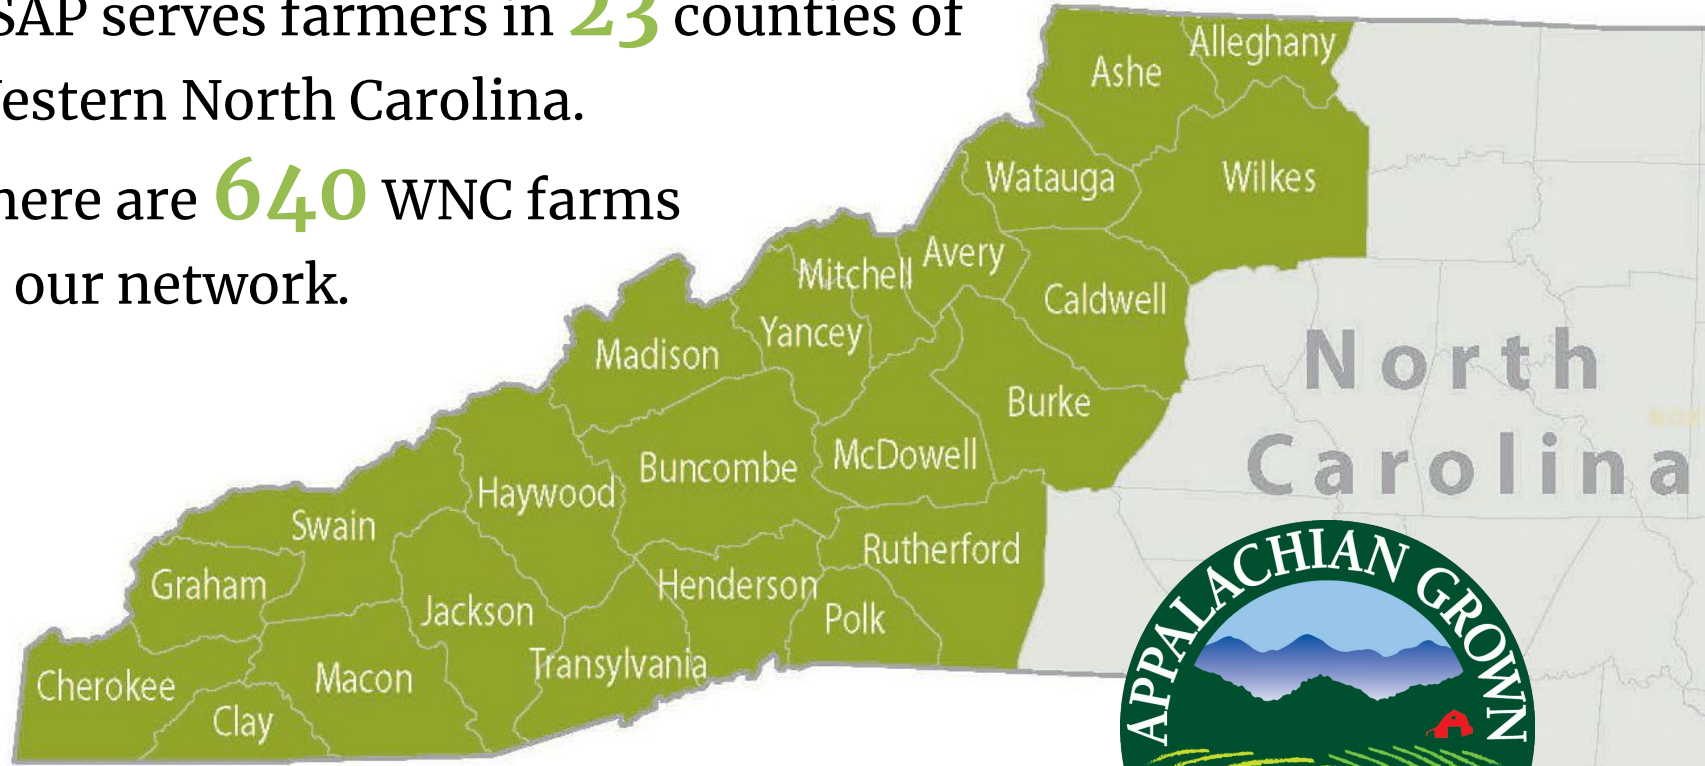 SAP serves farmers in 23 counties of
estern North Carolina.
here are 640 WNC farms
our network.
Alleghany
Ashe
Watauga
Wilkes
Avery
Mitchell
Caldwell
Yancey
Madison
Burke
McDowell
Buncombe
Haywood
Swain
Rutherford
Henderson
Graham
Jackson
Polk
Transylvania
Macon
Cherokee
Clay
North
Carolina
APPALACHIAN GROWN